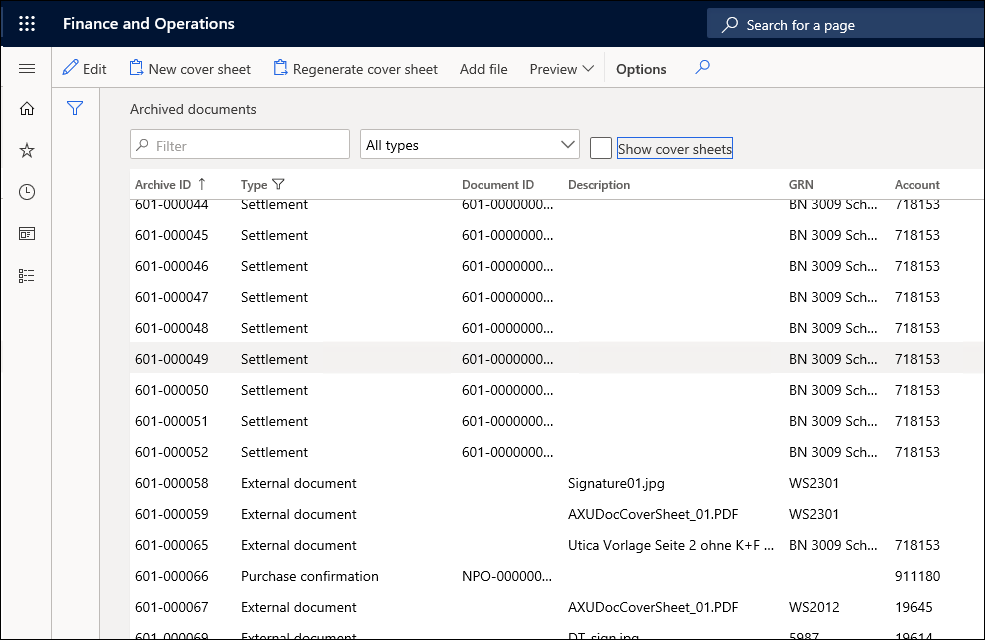 Finance and Operations Search for a page
Edit New cover sheet Regenerate cover sheet Add file Preview Options
Archived documents
Filter All types Show cover sheets
Archive ID Type Document ID Description GRN Account
601-000044 Settlement 601-0000000... BN 3009 Sch... 718153
601-000045 Settlement 601-0000000... BN 3009 Sch... 718153
601-000046 Settlement 601-0000000... BN 3009 Sch... 718153
601-000047 Settlement 601-0000000... BN 3009 Sch... 718153
601-000048 Settlement 601-0000000... BN 3009 Sch... 718153
601-000049 Settlement 601-0000000... BN 3009 Sch... 718153
601-000050 Settlement 601-0000000... BN 3009 Sch... 718153
601-000051 Settlement 601-0000000... BN 3009 Sch... 718153
601-000052 Settlement 601-0000000... BN 3009 Sch... 718153
601-000058 External document Signature01.jpg WS2301
601-000059 External document AXUDocCoverSheet_01.PDF WS2301
601-000065 External document Utica Vorlage Seite 2 ohne K+F ... BN 3009 Sch... 718153
601-000066 Purchase confirmation NPO-000000... 911180
601-000067 External document AXUDocCoverSheet_01.PDF WS2012 19645
601-000069 External document DT_sign.jpg 5987 19614